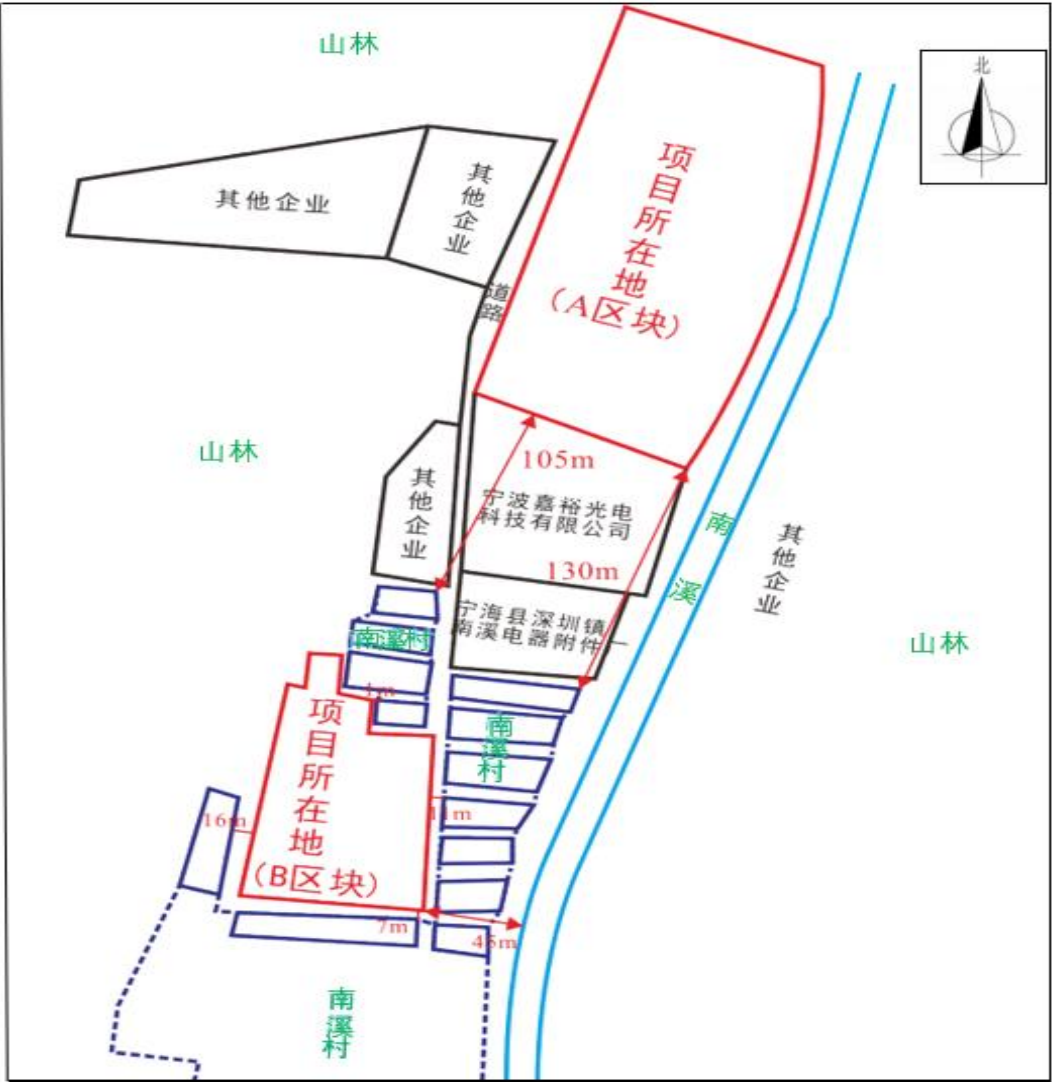 山林
北
项目所在地
（A区块）
其他企业
其他企业
道路
山林
105m
其他企业
宁波嘉裕光电
科技有限公司
南溪
其他企业
130m
宁海县深圳镇
南溪电器附件一
南溪村
山林
1m
项目所在地
（B区块）
南溪村
16m
11m
7m
45m
南溪村